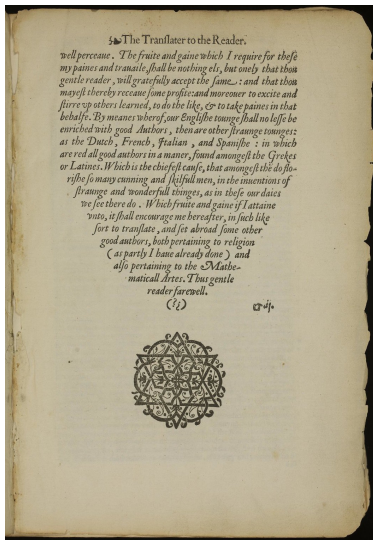 ❧The Translater to the Reader.
well perceaue. The fruite and gaine which I require for these
my paines and trauaile, shall be nothing els, but onely that thou
gentle reader, will gratefully accept the same: and that thou
mayest thereby receaue some profite: and moreouer to excite and
stirre vp others learned, to do the like, & to take paines in that
behalfe. By meanes wherof, our Englishe tounge shall no lesse be
enriched with good Authors, then are other straunge tounges:
as the Dutch, French, Italian, and Spanishe: in which
are red all good authors in a maner, found amongest the Grekes
or Latines. Which is the chiefest cause, that amongest thē do flo-
rishe so many cunning and skilfull men, in the inuentions of
straunge and wonderfull thinges, as in these our daies
we see there do. Which fruite and gaine if I attaine
vnto, it shall encourage me hereafter, in such like
sort to translate, and set abroad some other
good authors, both pertaining to religion
(as partly I haue already done) and
also pertaining to the Mathe-
maticall Artes. Thus gentle
reader farewell.
(?¿)